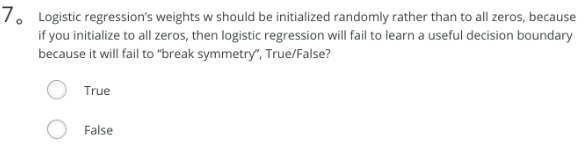 7。 Logistic regression's weights w should be initialized randomly rather than to all zeros, because
if you initialize to all zeros, then logistic regression will fail to learn a useful decision boundary
because it will fail to "break symmetry", True/False?
True
False